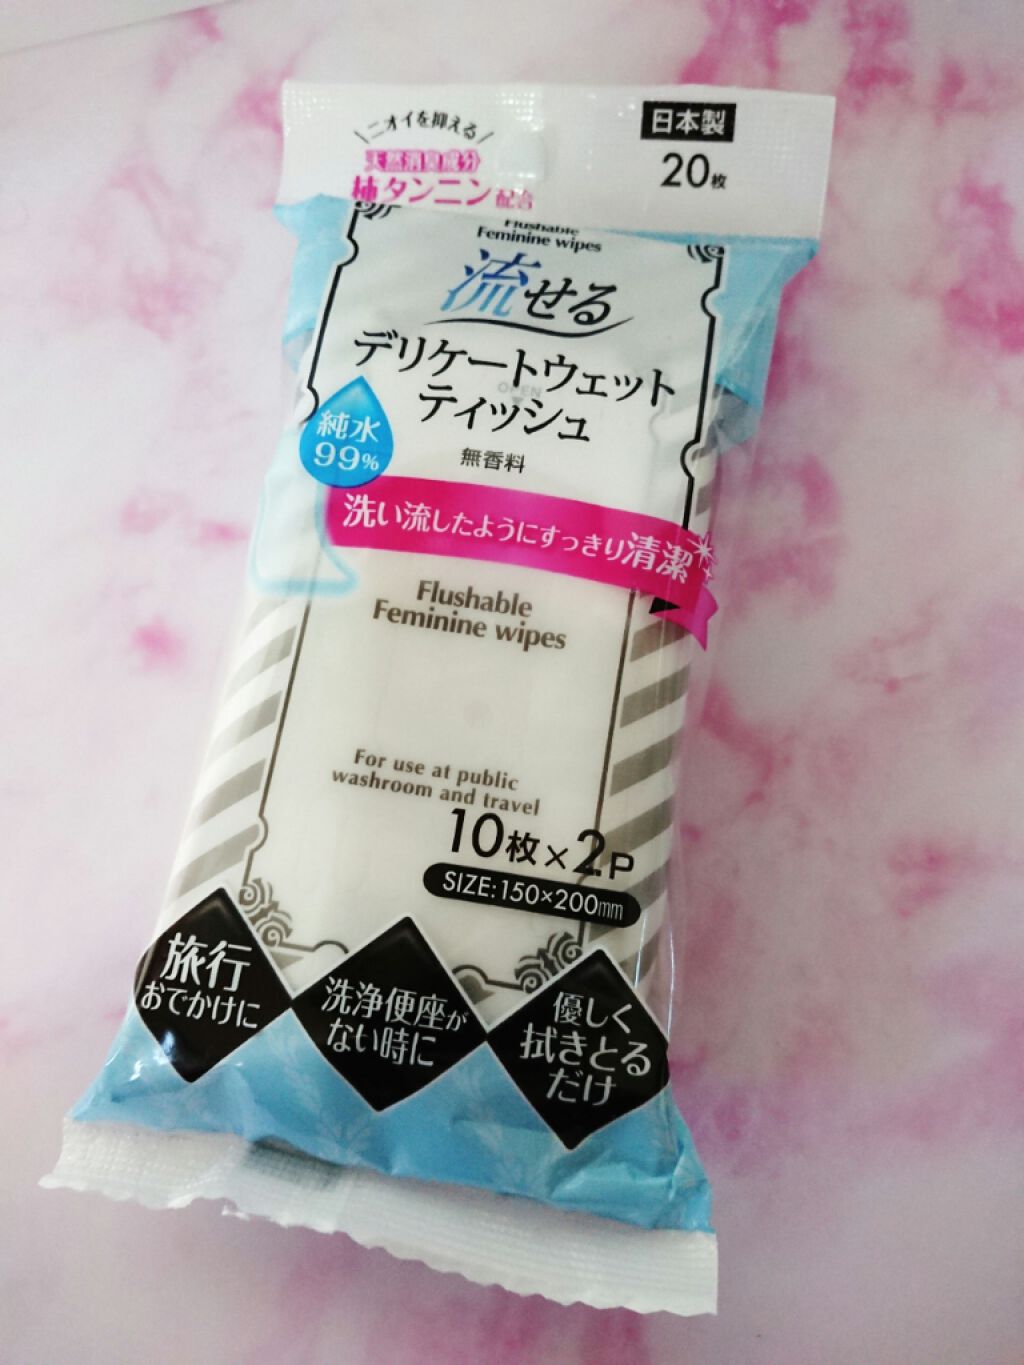 ニオイを抑える
天然消臭成分
柿タンニン配合
日本製
20枚
Flushable
Feminine wipes
流せる
デリケートウェット
ティッシュ
OPEN
無香料
純水
99%
洗い流したようにすっきり清潔
Flushable
Feminine wipes
For use at public
washroom and travel
10枚×2P
SIZE:150×200mm
旅行
おでかけに
洗浄便座が
ない時に
優しく
拭きとる
だけ